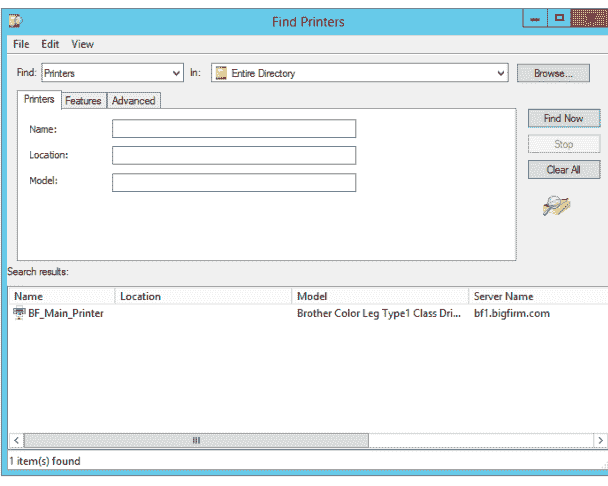 Find Printers
File Edit View
Find: Printers In: Entire Directory Browse...
Printers Features Advanced
Name:
Location:
Model:
Find Now
Stop
Clear All
Search results:
Name Location Model Server Name
BF_Main_Printer Brother Color Leg Type1 Class Dri... bf1.bigfirm.com
1 item(s) found